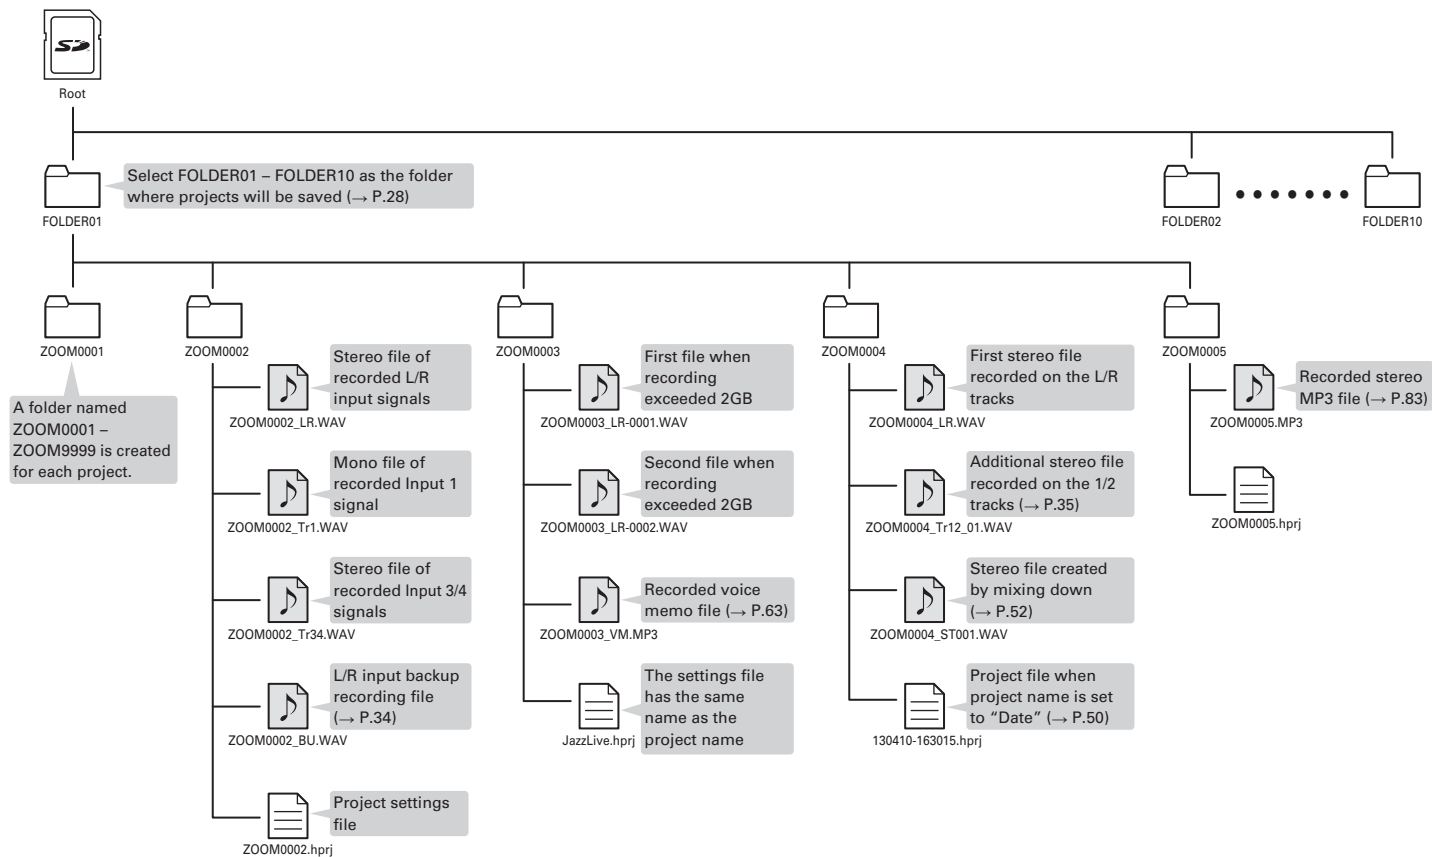 SD
Root
Select FOLDER01 – FOLDER10 as the folder
where projects will be saved (→ P.28)
FOLDER01
FOLDER02
FOLDER10
ZOOM0001
A folder named
ZOOM0001 –
ZOOM9999 is created
for each project.
ZOOM0002
Stereo file of
recorded L/R
input signals
ZOOM0002_LR.WAV
Mono file of
recorded Input 1
signal
ZOOM0002_Tr1.WAV
Stereo file of
recorded Input 3/4
signals
ZOOM0002_Tr34.WAV
L/R input backup
recording file
(→ P.34)
ZOOM0002_BU.WAV
Project settings
file
ZOOM0002.hprj
ZOOM0003
First file when
recording
exceeded 2GB
ZOOM0003_LR-0001.WAV
Second file when
recording
exceeded 2GB
ZOOM0003_LR-0002.WAV
Recorded voice
memo file (→ P.63)
ZOOM0003_VM.MP3
The settings file
has the same
name as the
project name
JazzLive.hprj
ZOOM0004
First stereo file
recorded on the L/R
tracks
ZOOM0004_LR.WAV
Additional stereo file
recorded on the 1/2
tracks (→ P.35)
ZOOM0004_Tr12_01.WAV
Stereo file created
by mixing down
(→ P.52)
ZOOM0004_ST001.WAV
Project file when
project name is set
to “Date” (→ P.50)
130410-163015.hprj
ZOOM0005
Recorded stereo
MP3 file (→ P.83)
ZOOM0005.MP3
ZOOM0005.hprj